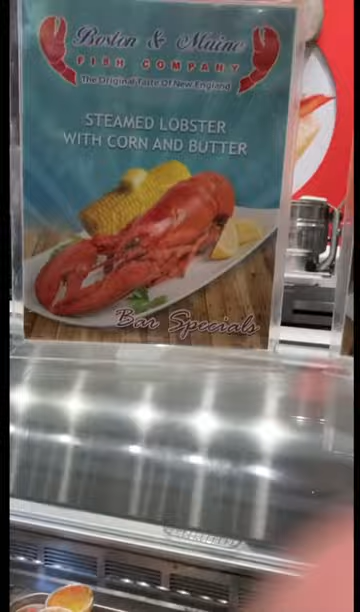 Boston & Maine
FISH COMPANY
The Original Taste Of New England
STEAMED LOBSTER
WITH CORN AND BUTTER
Bar Specials